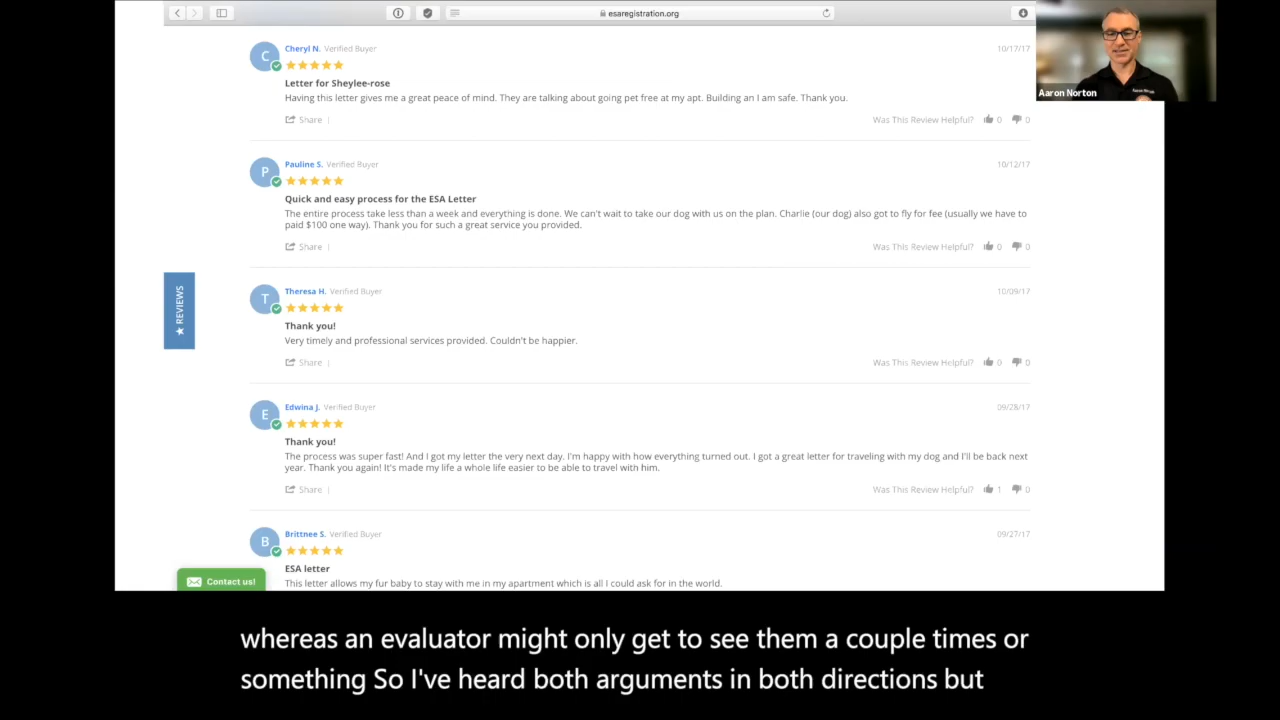 esaregistration.org
Aaron Norton
C
Cheryl N. Verified Buyer
10/17/17
Letter for Sheylee-rose
Having this letter gives me a great peace of mind. They are talking about going pet free at my apt. Building an I am safe. Thank you.
Share
Was This Review Helpful? 0 0
P
Pauline S. Verified Buyer
10/12/17
Quick and easy process for the ESA Letter
The entire process take less than a week and everything is done. We can't wait to take our dog with us on the plan. Charlie (our dog) also got to fly for fee (usually we have to
paid $100 one way). Thank you for such a great service you provided.
Share
Was This Review Helpful? 0 0
★ REVIEWS
T
Theresa H. Verified Buyer
10/09/17
Thank you!
Very timely and professional services provided. Couldn't be happier.
Share
Was This Review Helpful? 0 0
E
Edwina J. Verified Buyer
09/28/17
Thank you!
The process was super fast! And I got my letter the very next day. I'm happy with how everything turned out. I got a great letter for traveling with my dog and I'll be back next
year. Thank you again! It's made my life a whole life easier to be able to travel with him.
Share
Was This Review Helpful? 1 0
B
Brittnee S. Verified Buyer
09/27/17
ESA letter
This letter allows my fur baby to stay with me in my apartment which is all I could ask for in the world.
Contact us!
whereas an evaluator might only get to see them a couple times or
something So I've heard both arguments in both directions but